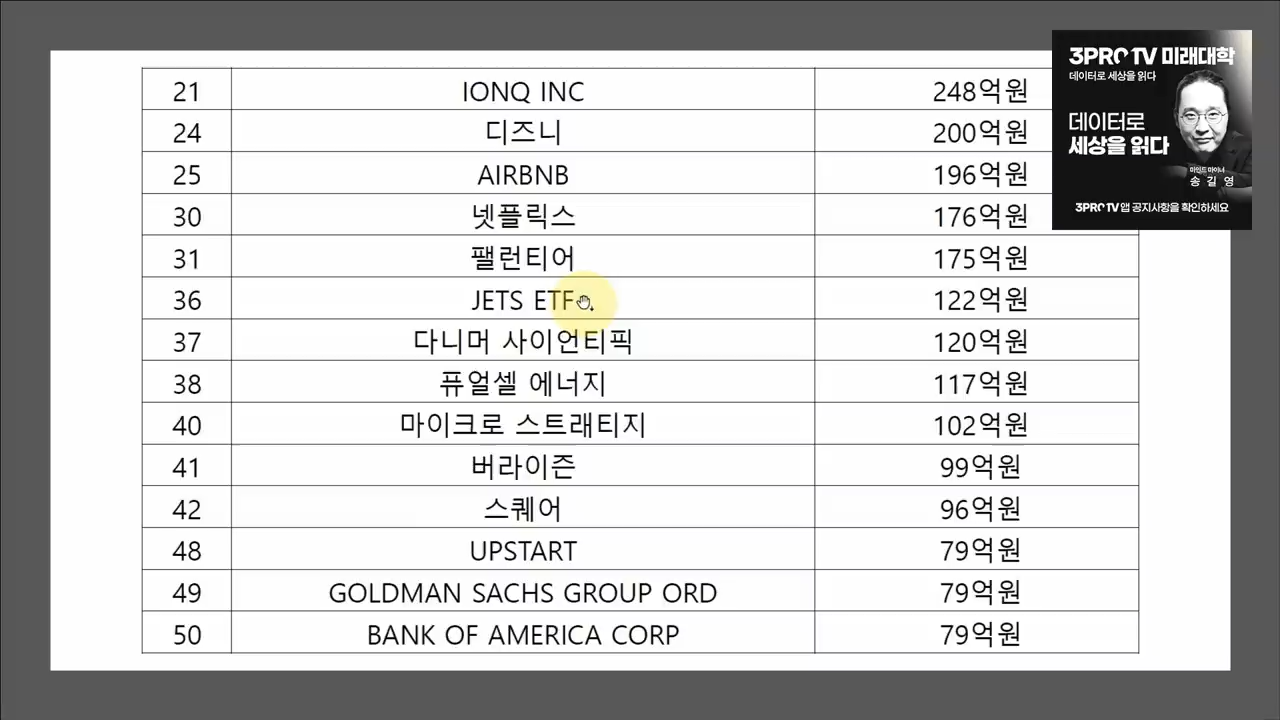 21 IONQ INC 248억원
24 디즈니 200억원
25 AIRBNB 196억원
30 넷플릭스 176억원
31 팰런티어 175억원
36 JETS ETF 122억원
37 다니머 사이언티픽 120억원
38 퓨얼셀 에너지 117억원
40 마이크로 스트래티지 102억원
41 버라이즌 99억원
42 스퀘어 96억원
48 UPSTART 79억원
49 GOLDMAN SACHS GROUP ORD 79억원
50 BANK OF AMERICA CORP 79억원
3PRO TV 미래대학
데이터로 세상을 읽다
데이터로
세상을 읽다
마인드 마이너
송길영
3PRO TV 앱 공지사항을 확인하세요